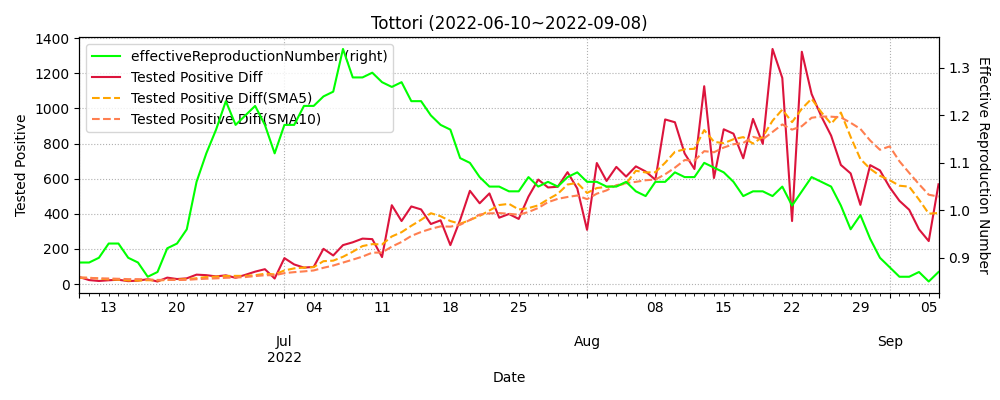 Tottori (2022-06-10~2022-09-08)
effectiveReproductionNumber (right)
Tested Positive Diff
Tested Positive Diff(SMA5)
Tested Positive Diff(SMA10)
Tested Positive
1400
1200
1000
800
600
400
200
0
1.3
1.2
1.1
1.0
0.9
Effective Reproduction Number
13 20 27 04 11 18 25 08 15 22 29 05
Jul Aug Sep
2022
Date